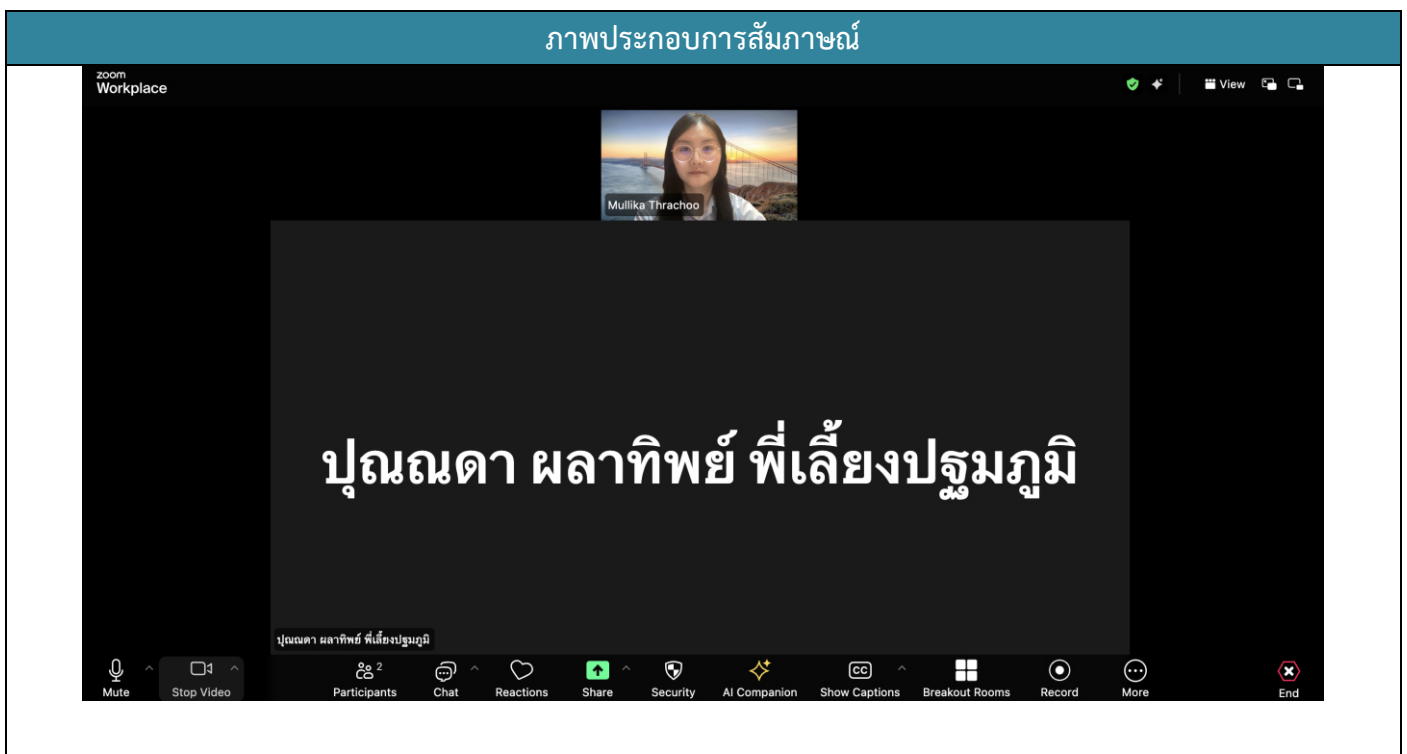 ภาพประกอบการสัมภาษณ์
zoom
Workplace
View
Mullika Thrachoo
ปุณณดา ผลาทิพย์ พี่เลี้ยงปฐมภูมิ
ปุณณดา ผลาทิพย์ พี่เลี้ยงปฐมภูมิ
2
CC
Mute Stop Video Participants Chat Reactions Share Security AI Companion Show Captions Breakout Rooms Record More End